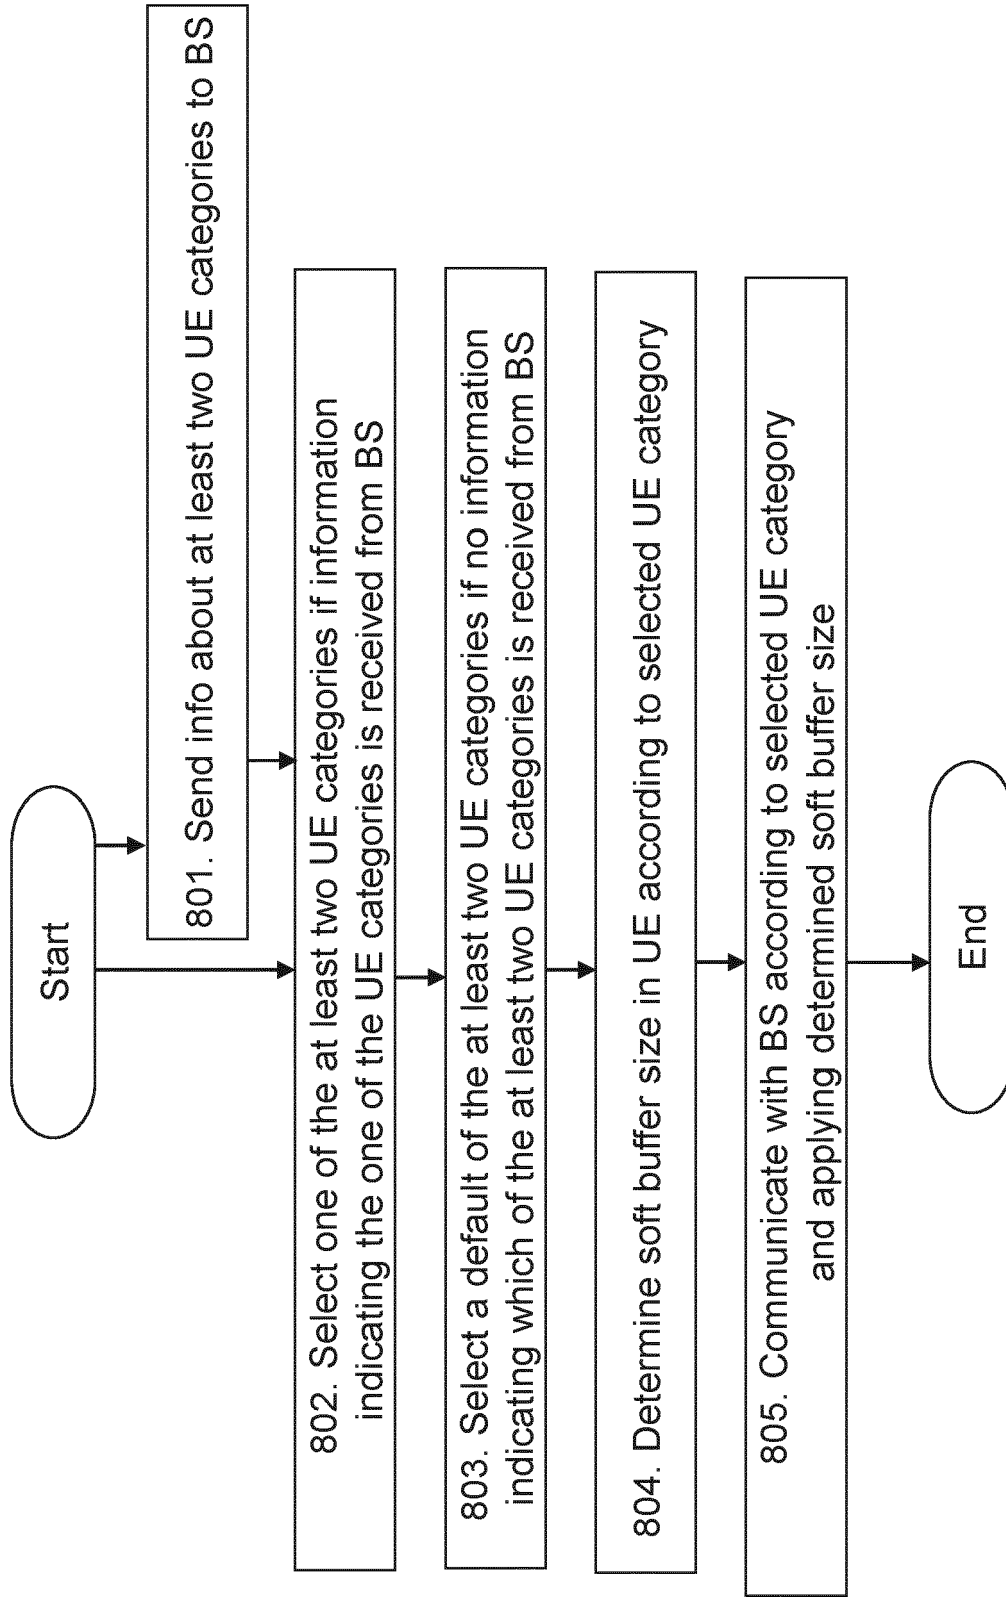 Start
801. Send info about at least two UE categories to BS
802. Select one of the at least two UE categories if information
indicating the one of the UE categories is received from BS
803. Select a default of the at least two UE categories if no information
indicating which of the at least two UE categories is received from BS
804. Determine soft buffer size in UE according to selected UE category
805. Communicate with BS according to selected UE category
and applying determined soft buffer size
End